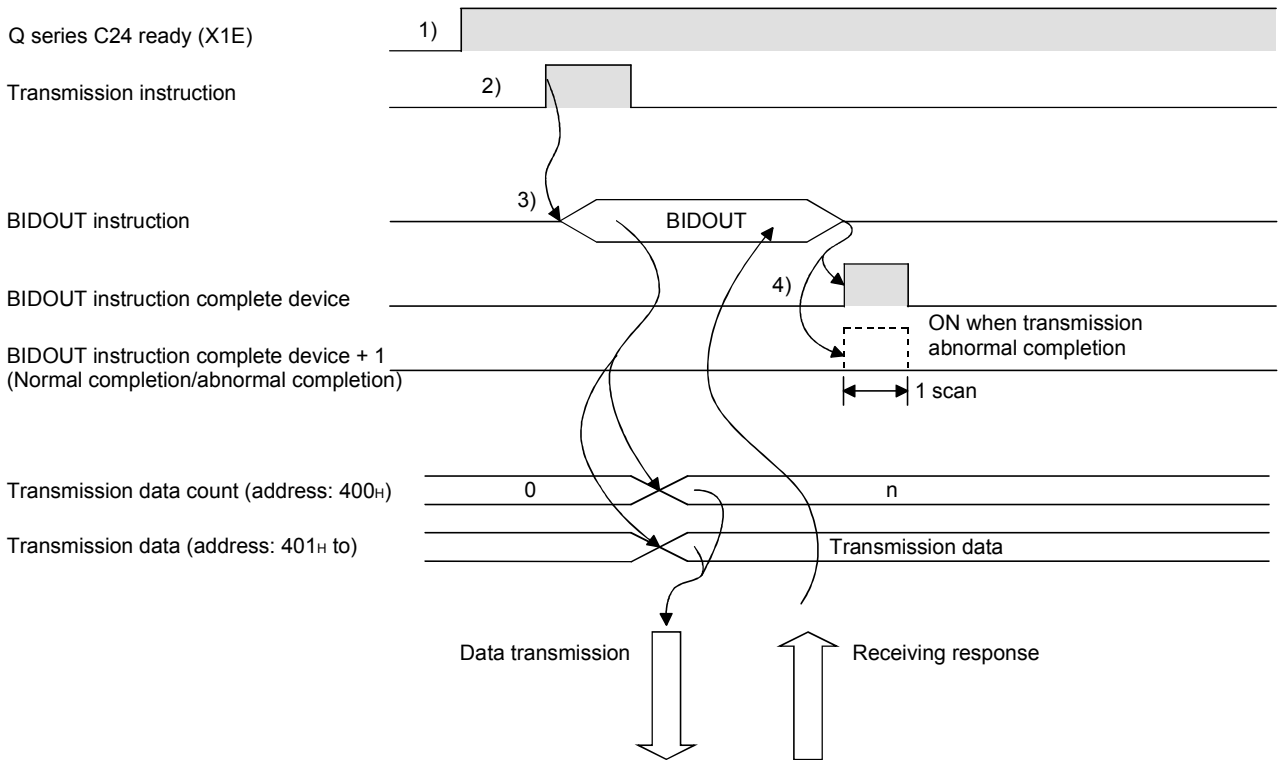 Q series C24 ready (X1E)
1)
Transmission instruction
2)
3)
BIDOUT instruction
BIDOUT
BIDOUT instruction complete device
4)
ON when transmission
abnormal completion
BIDOUT instruction complete device + 1
(Normal completion/abnormal completion)
1 scan
Transmission data count (address: 400H)
0
n
Transmission data (address: 401H to)
Transmission data
Data transmission
Receiving response